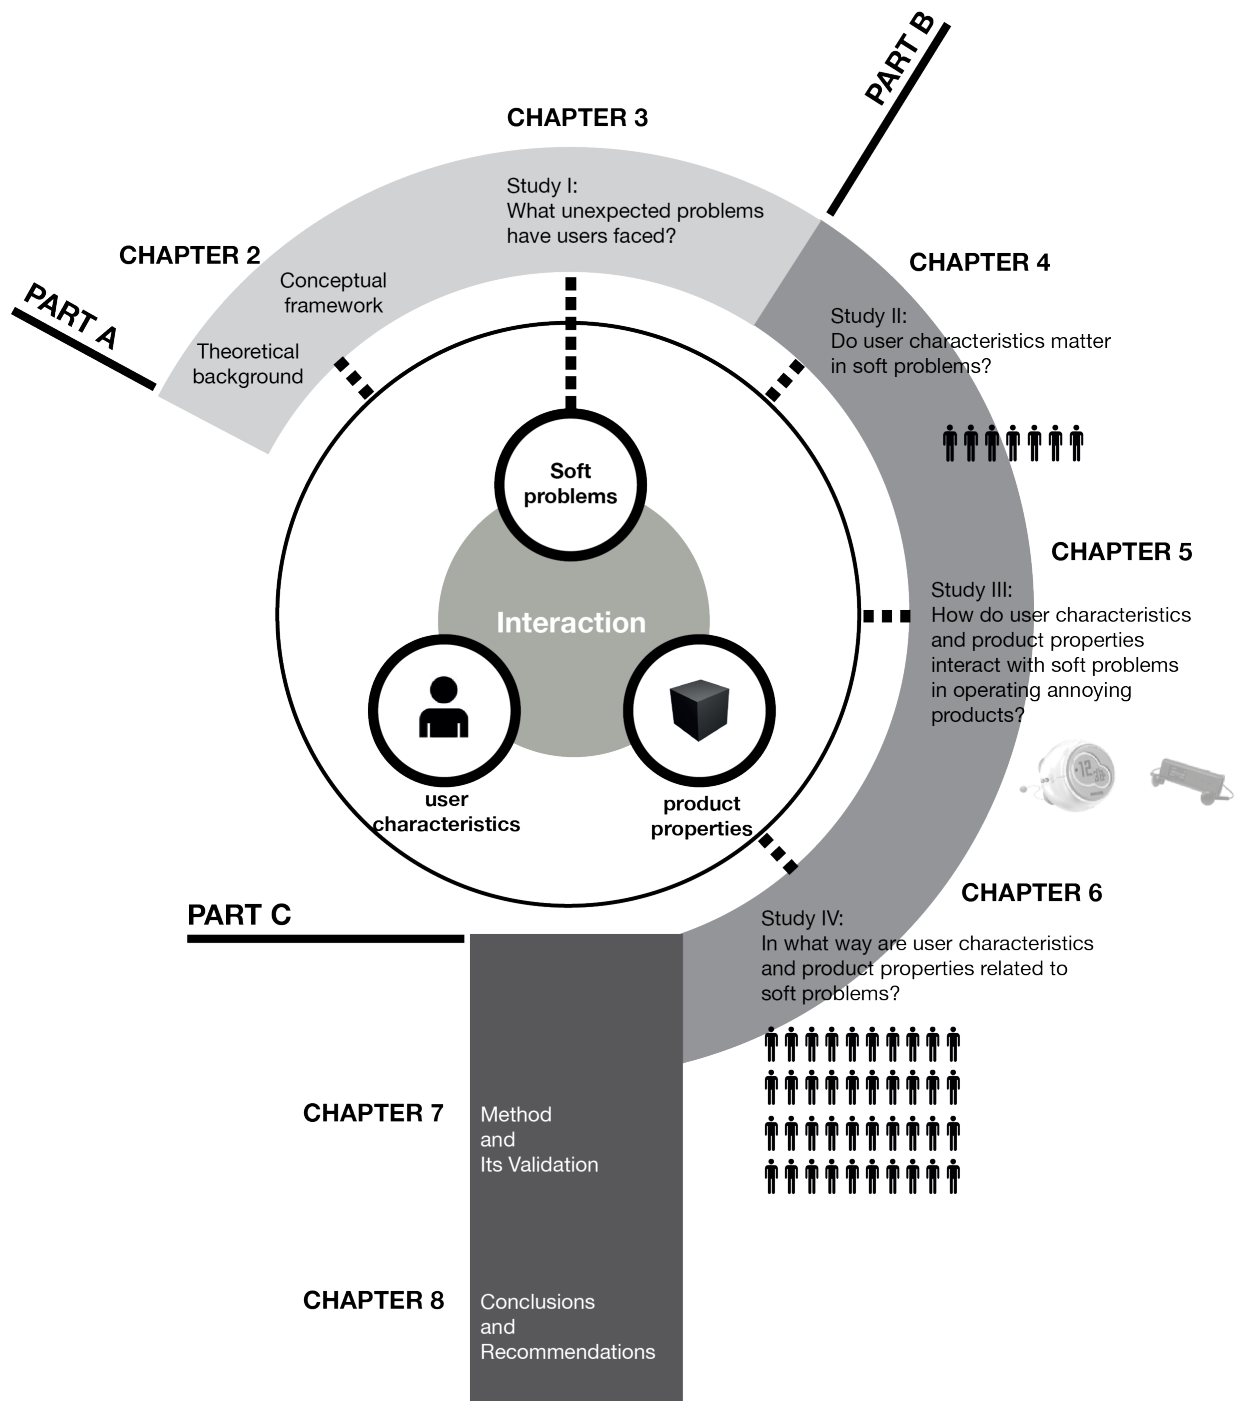 PART B
CHAPTER 3
Study I:
What unexpected problems
have users faced?
CHAPTER 2
Conceptual
framework
PART A
Theoretical
background
CHAPTER 4
Study II:
Do user characteristics matter
in soft problems?
Soft
problems
CHAPTER 5
Study III:
How do user characteristics
and product properties
interact with soft problems
in operating annoying
products?
Interaction
user
characteristics
product
properties
CHAPTER 6
Study IV:
In what way are user characteristics
and product properties related to
soft problems?
PART C
CHAPTER 7
Method
and
Its Validation
CHAPTER 8
Conclusions
and
Recommendations